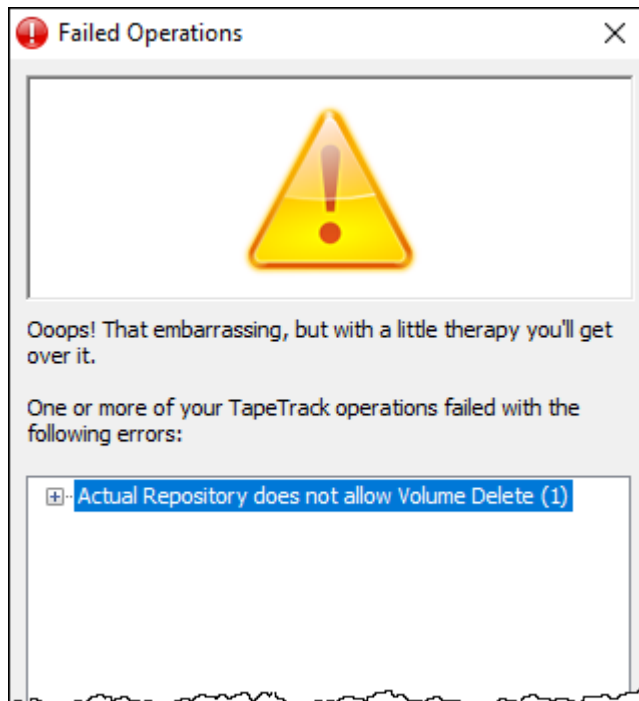 Failed Operations
Ooops! That embarrassing, but with a little therapy you'll get
over it.
One or more of your TapeTrack operations failed with the
following errors:
Actual Repository does not allow Volume Delete (1)